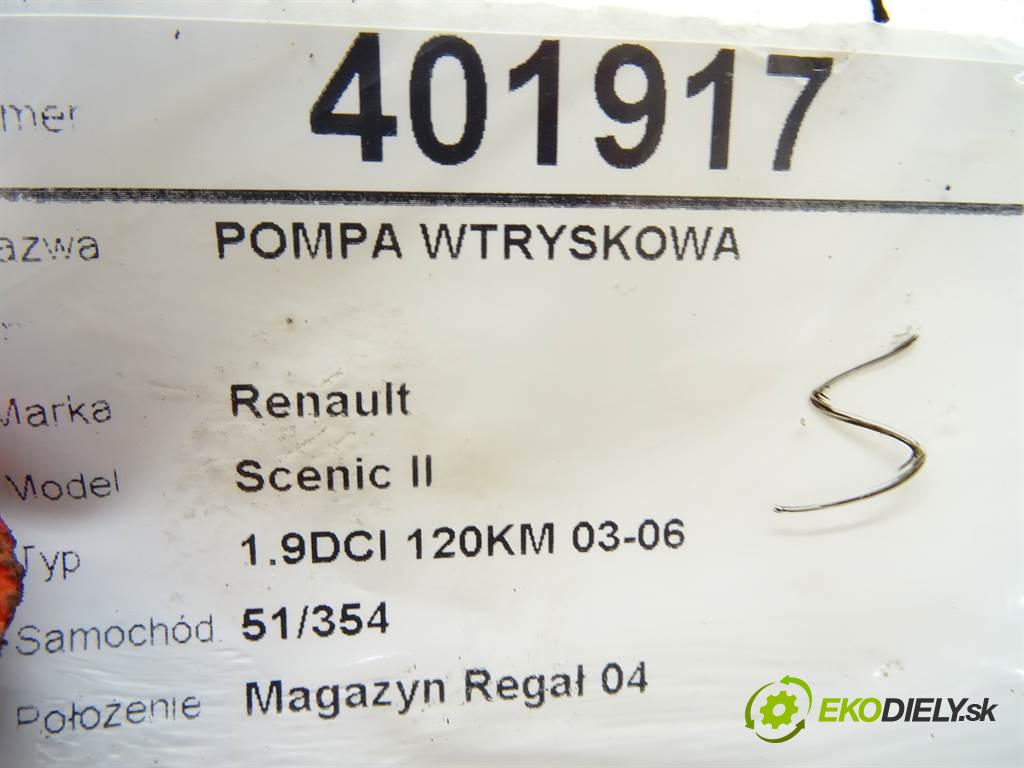 mer 401917
azwa POMPA WTRYSKOWA
Marka Renault
Model Scenic II
Typ 1.9DCI 120KM 03-06
Samochód 51/354
Położenie Magazyn Regał 04
S
EKODIELY.sk